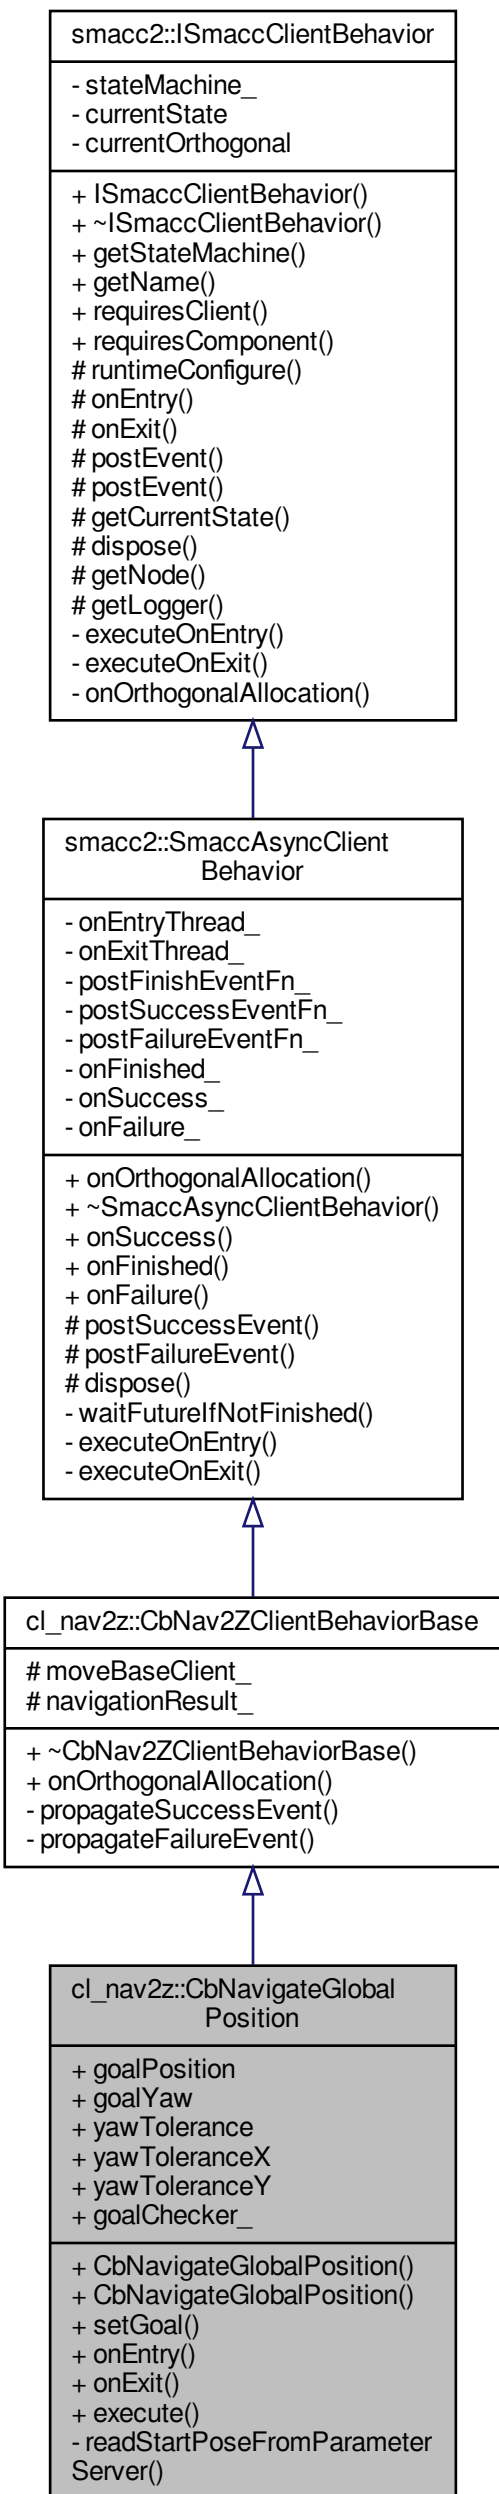 smacc2::ISmaccClientBehavior
- stateMachine_
- currentState
- currentOrthogonal
+ ISmaccClientBehavior()
+ ~ISmaccClientBehavior()
+ getStateMachine()
+ getName()
+ requiresClient()
+ requiresComponent()
# runtimeConfigure()
# onEntry()
# onExit()
# postEvent()
# postEvent()
# getCurrentState()
# dispose()
# getNode()
# getLogger()
- executeOnEntry()
- executeOnExit()
- onOrthogonalAllocation()
smacc2::SmaccAsyncClient
Behavior
- onEntryThread_
- onExitThread_
- postFinishEventFn_
- postSuccessEventFn_
- postFailureEventFn_
- onFinished_
- onSuccess_
- onFailure_
+ onOrthogonalAllocation()
+ ~SmaccAsyncClientBehavior()
+ onSuccess()
+ onFinished()
+ onFailure()
# postSuccessEvent()
# postFailureEvent()
# dispose()
- waitFutureIfNotFinished()
- executeOnEntry()
- executeOnExit()
cl_nav2z::CbNav2ZClientBehaviorBase
# moveBaseClient_
# navigationResult_
+ ~CbNav2ZClientBehaviorBase()
+ onOrthogonalAllocation()
- propagateSuccessEvent()
- propagateFailureEvent()
cl_nav2z::CbNavigateGlobal
Position
+ goalPosition
+ goalYaw
+ yawTolerance
+ yawToleranceX
+ yawToleranceY
+ goalChecker_
+ CbNavigateGlobalPosition()
+ CbNavigateGlobalPosition()
+ setGoal()
+ onEntry()
+ onExit()
+ execute()
- readStartPoseFromParameter
Server()